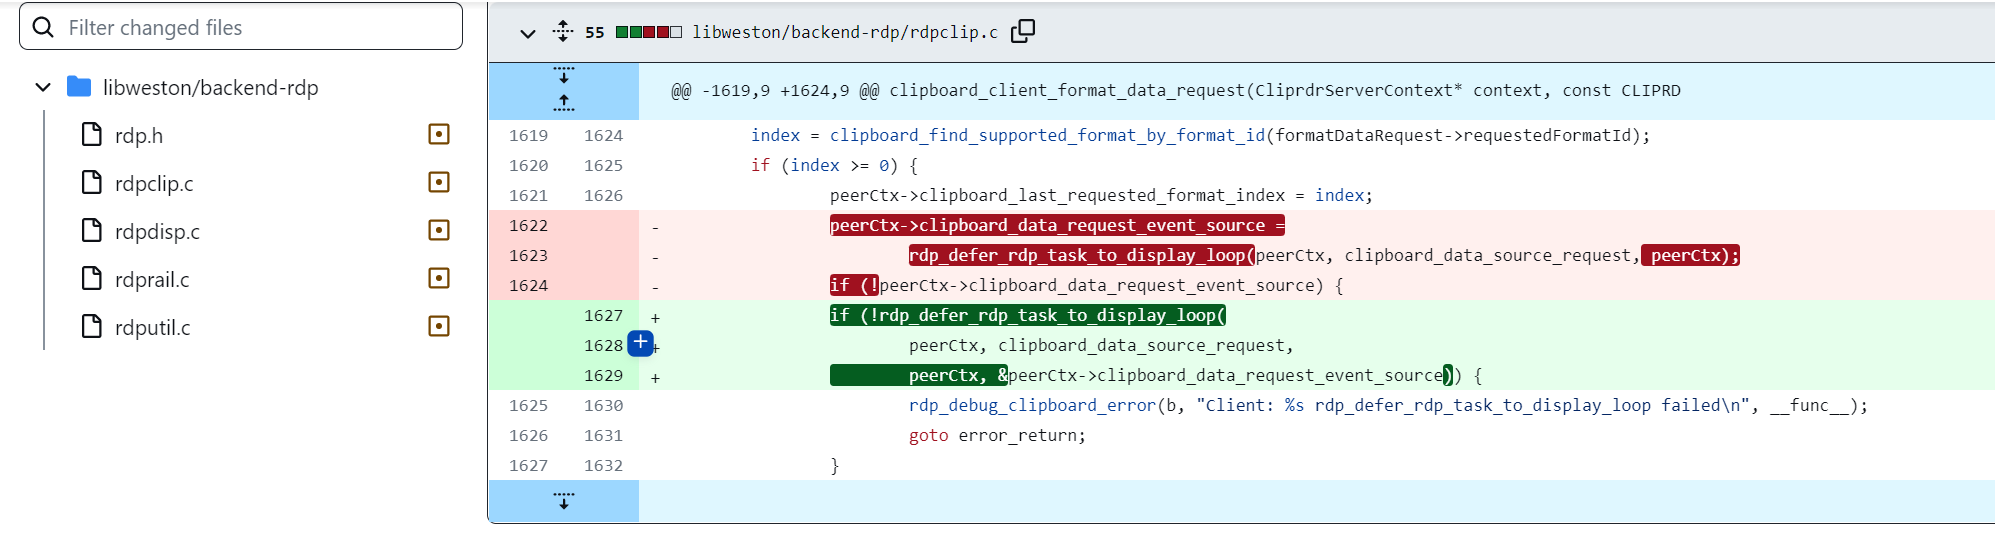 Filter changed files
libweston/backend-rdp
rdp.h
rdpclip.c
rdpdisp.c
rdprail.c
rdputil.c
55 libweston/backend-rdp/rdpclip.c
@@ -1619,9 +1624,9 @@ clipboard_client_format_data_request(CliprdrServerContext* context, const CLIPRD
1619 1624 index = clipboard_find_supported_format_by_format_id(formatDataRequest->requestedFormatId);
1620 1625 if (index >= 0) {
1621 1626 peerCtx->clipboard_last_requested_format_index = index;
1622 - peerCtx->clipboard_data_request_event_source =
1623 - rdp_defer_rdp_task_to_display_loop(peerCtx, clipboard_data_source_request, peerCtx);
1624 - if (!peerCtx->clipboard_data_request_event_source) {
1627 + if (!rdp_defer_rdp_task_to_display_loop(
1628 + peerCtx, clipboard_data_source_request,
1629 + peerCtx, &peerCtx->clipboard_data_request_event_source)) {
1625 1630 rdp_debug_clipboard_error(b, "Client: %s rdp_defer_rdp_task_to_display_loop failed\n", __func__);
1626 1631 goto error_return;
1627 1632 }